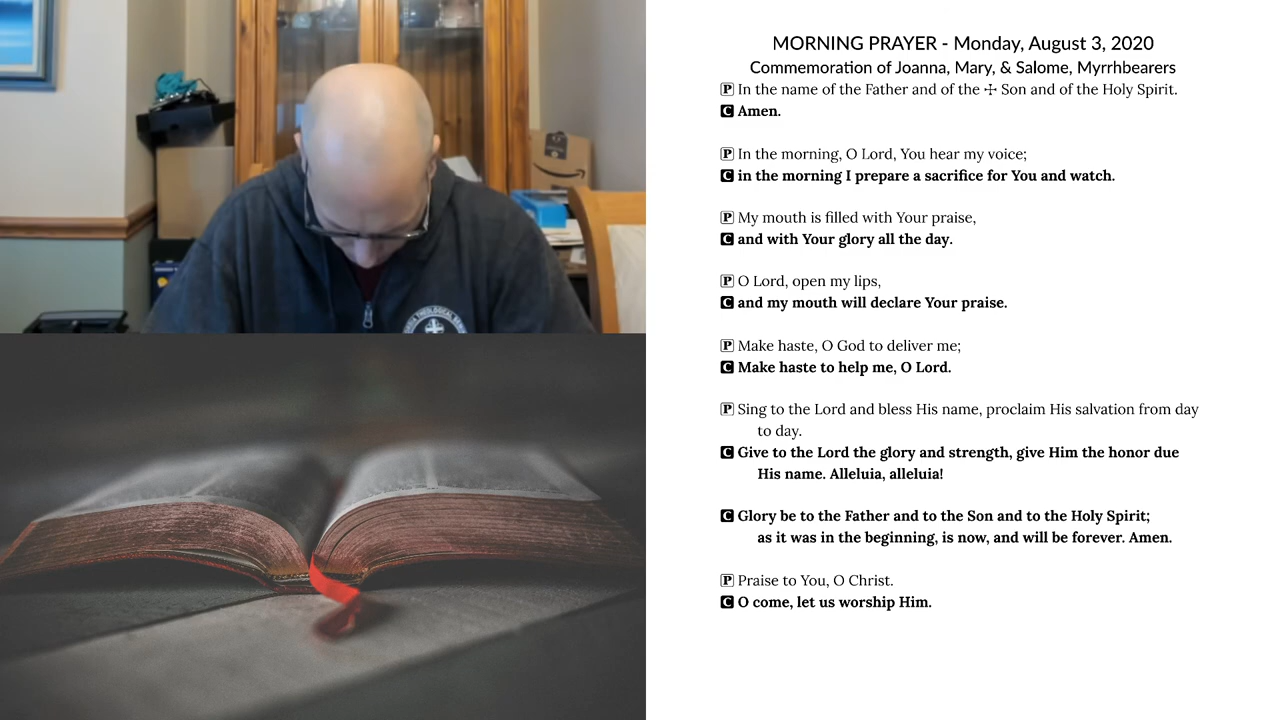 MORNING PRAYER - Monday, August 3, 2020
Commemoration of Joanna, Mary, & Salome, Myrrhbearers
P In the name of the Father and of the ☩ Son and of the Holy Spirit.
C Amen.
P In the morning, O Lord, You hear my voice;
C in the morning I prepare a sacrifice for You and watch.
P My mouth is filled with Your praise,
C and with Your glory all the day.
P O Lord, open my lips,
C and my mouth will declare Your praise.
P Make haste, O God to deliver me;
C Make haste to help me, O Lord.
P Sing to the Lord and bless His name, proclaim His salvation from day
to day.
C Give to the Lord the glory and strength, give Him the honor due
His name. Alleluia, alleluia!
C Glory be to the Father and to the Son and to the Holy Spirit;
as it was in the beginning, is now, and will be forever. Amen.
P Praise to You, O Christ.
C O come, let us worship Him.
THEOLOGICAL